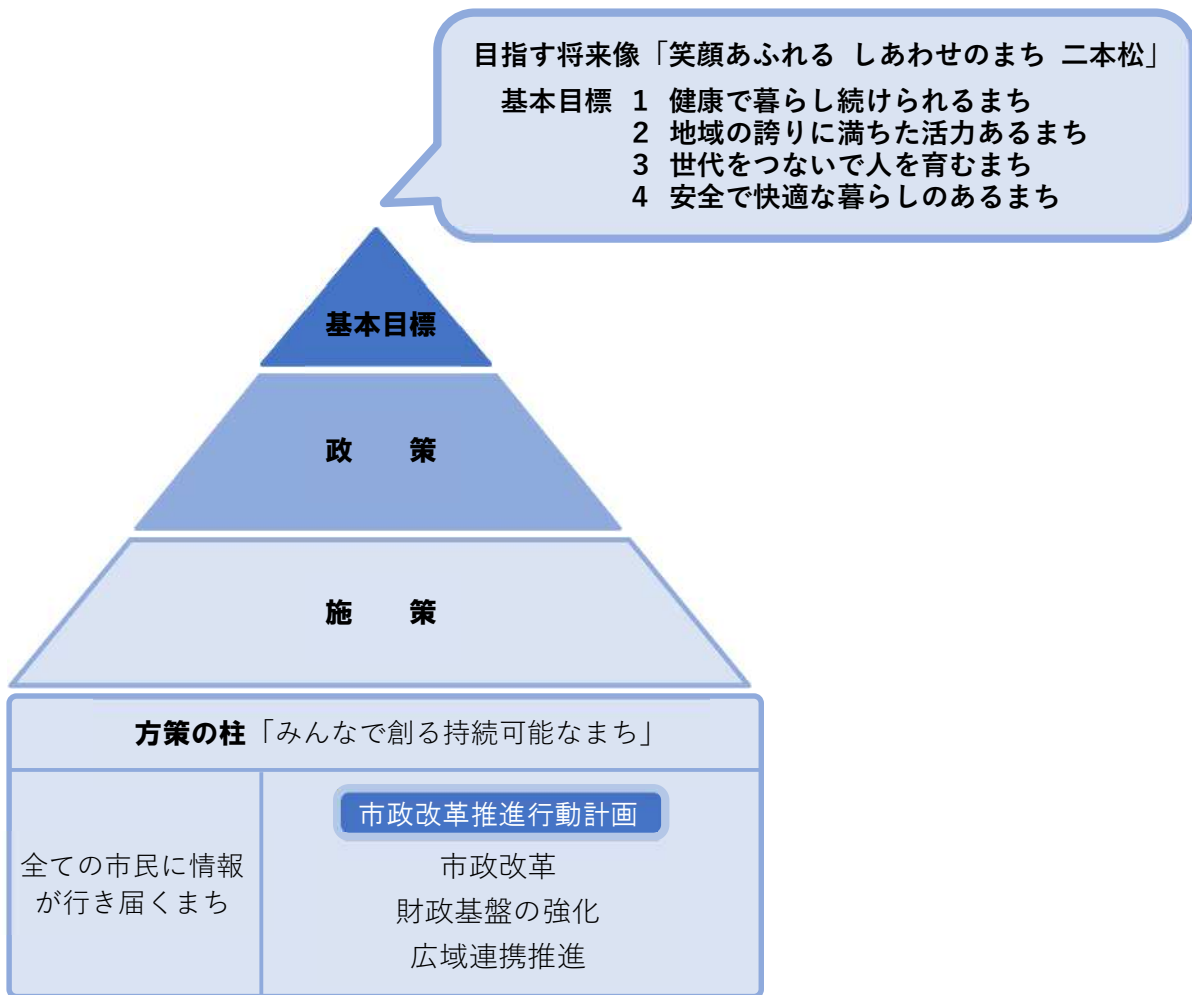 目指す将来像「笑顔あふれる しあわせのまち 二本松」
基本目標 1 健康で暮らし続けられるまち
2 地域の誇りに満ちた活力あるまち
3 世代をつないで人を育むまち
4 安全で快適な暮らしのあるまち
基本目標
政 策
施 策
方策の柱「みんなで創る持続可能なまち」
全ての市民に情報
が行き届くまち
市政改革推進行動計画
市政改革
財政基盤の強化
広域連携推進